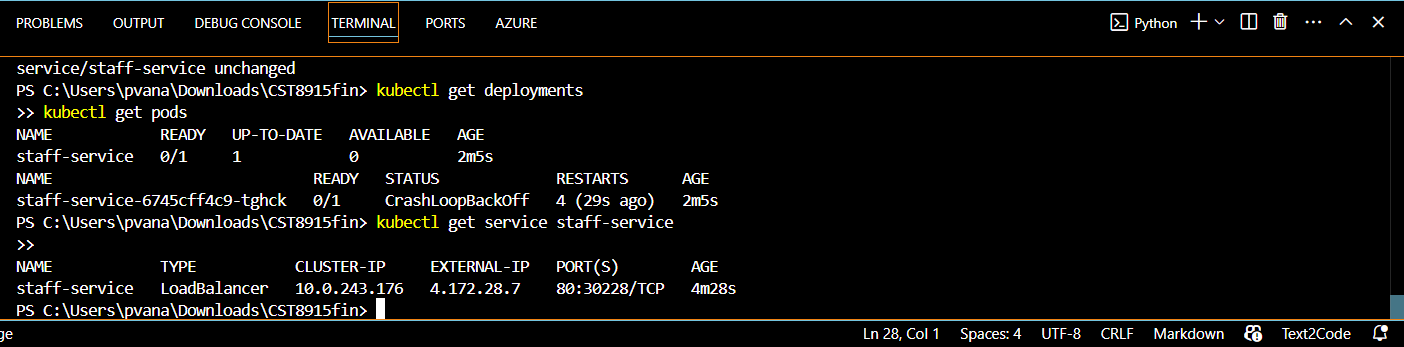 PROBLEMS OUTPUT DEBUG CONSOLE TERMINAL PORTS AZURE Python
service/staff-service unchanged
PS C:\Users\pvana\Downloads\CST8915fin> kubectl get deployments
>> kubectl get pods
NAME READY UP-TO-DATE AVAILABLE AGE
staff-service 0/1 1 0 2m5s
NAME READY STATUS RESTARTS AGE
staff-service-6745cff4c9-tghck 0/1 CrashLoopBackOff 4 (29s ago) 2m5s
PS C:\Users\pvana\Downloads\CST8915fin> kubectl get service staff-service
>>
NAME TYPE CLUSTER-IP EXTERNAL-IP PORT(S) AGE
staff-service LoadBalancer 10.0.243.176 4.172.28.7 80:30228/TCP 4m28s
PS C:\Users\pvana\Downloads\CST8915fin>
ge Ln 28, Col 1 Spaces: 4 UTF-8 CRLF Markdown Text2Code